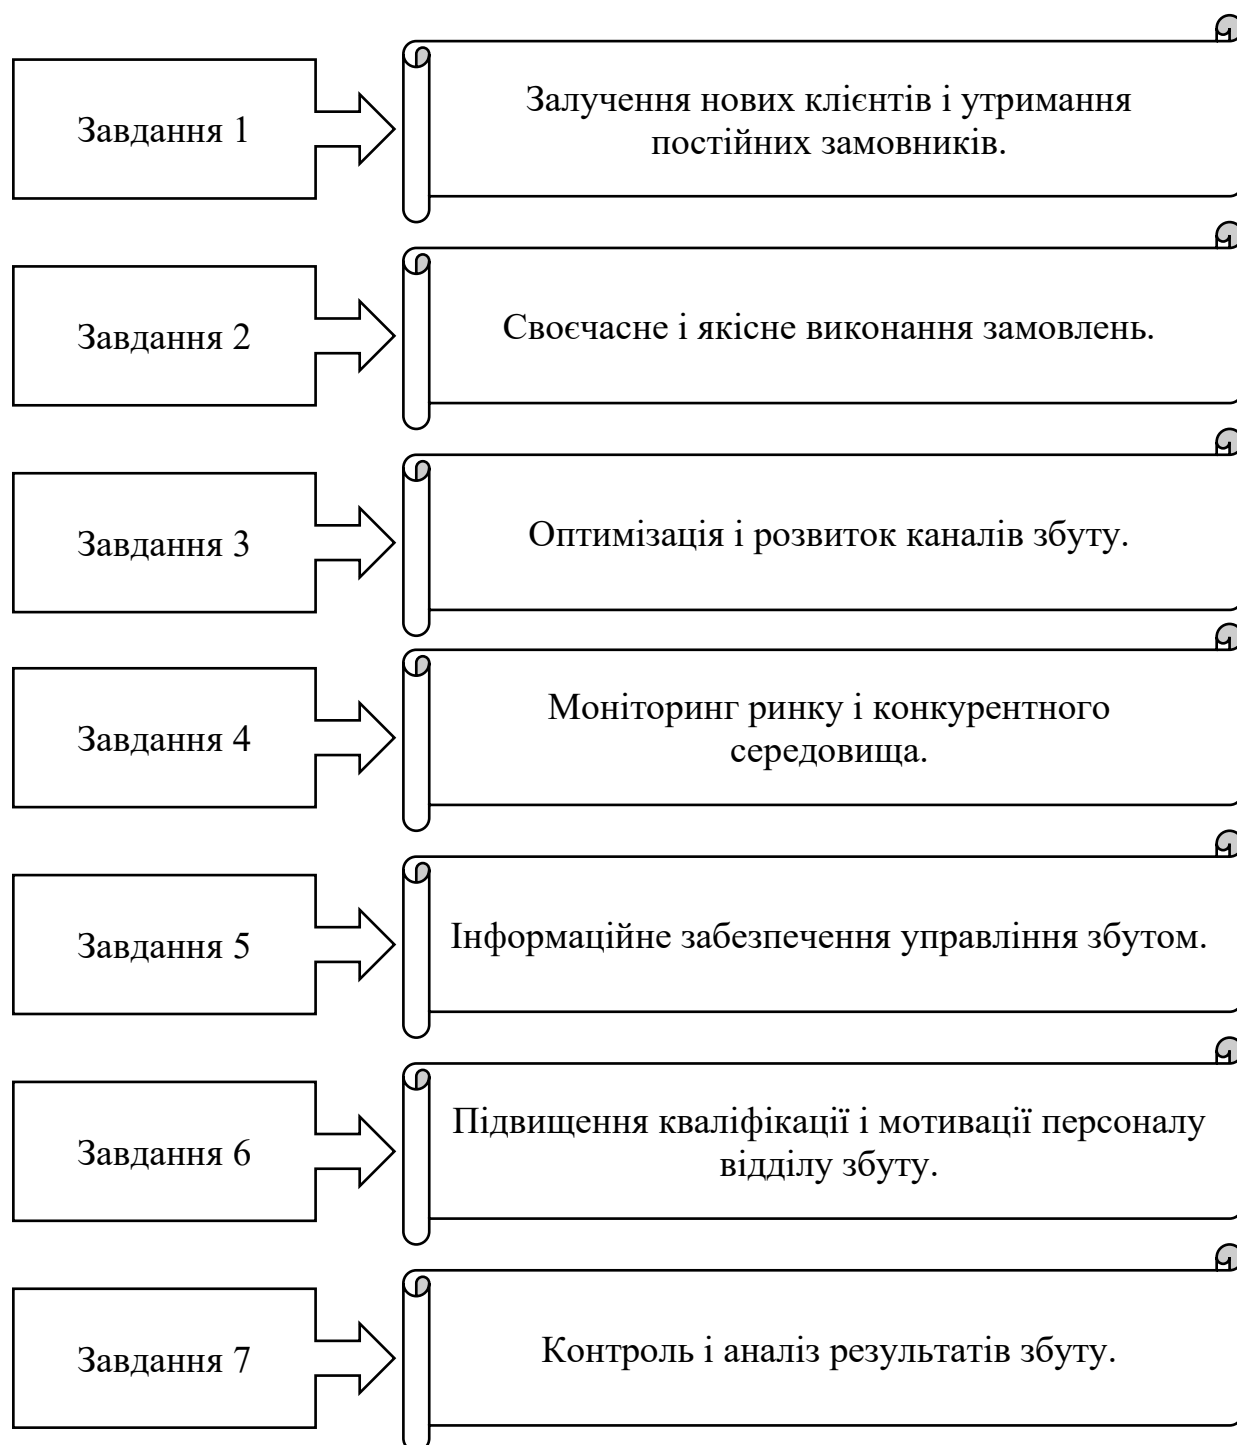 Завдання 1
Залучення нових клієнтів і утримання
постійних замовників.
Завдання 2
Своєчасне і якісне виконання замовлень.
Завдання 3
Оптимізація і розвиток каналів збуту.
Завдання 4
Моніторинг ринку і конкурентного
середовища.
Завдання 5
Інформаційне забезпечення управління збутом.
Завдання 6
Підвищення кваліфікації і мотивації персоналу
відділу збуту.
Завдання 7
Контроль і аналіз результатів збуту.